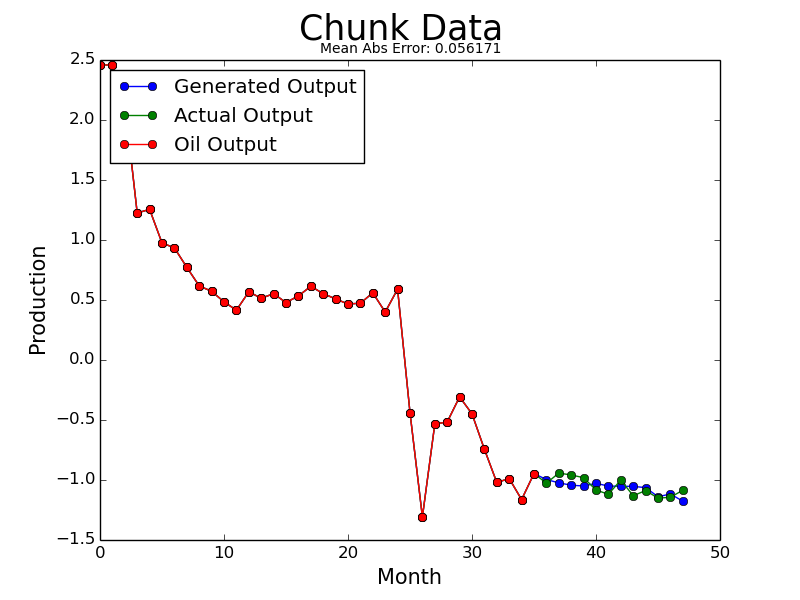 Chunk Data
Mean Abs Error: 0.056171
Generated Output
Actual Output
Oil Output
2.5
2.0
1.5
1.0
0.5
0.0
−0.5
−1.0
−1.5
Production
0 10 20 30 40 50
Month